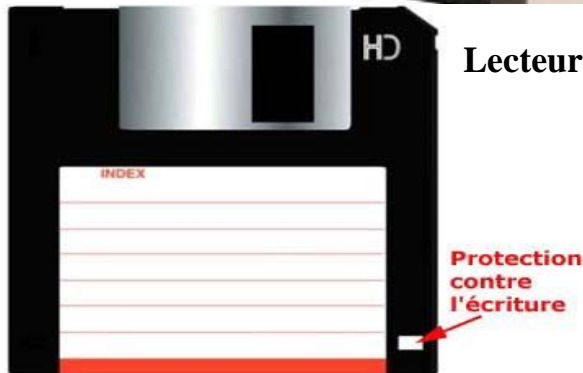 HD
Lecteur
INDEX
Protection
contre
l'écriture